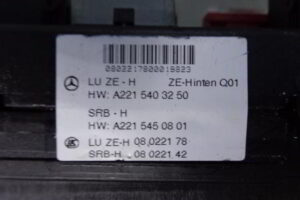 0802217800019823
LU ZE - H ZE-Hinten Q01
HW: A221 540 32 50
SRB - H
HW: A221 545 08 01
LU ZE-H 08.0221 78
SRB-H 08.0221.42